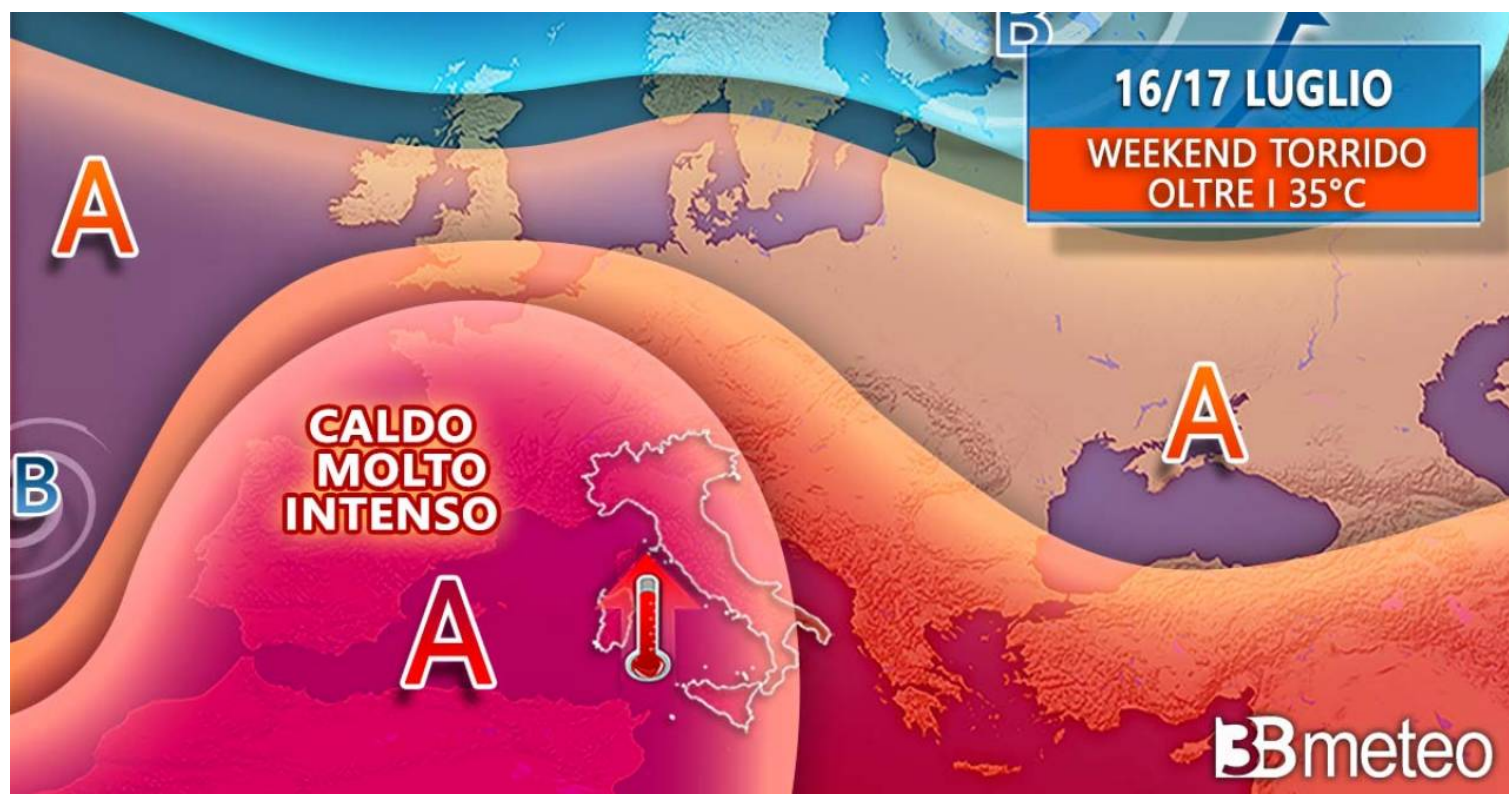 B
16/17 LUGLIO
WEEKEND TORRIDO
OLTRE I 35°C
A
A
CALDO
MOLTO
INTENSO
B
A
3Bmeteo